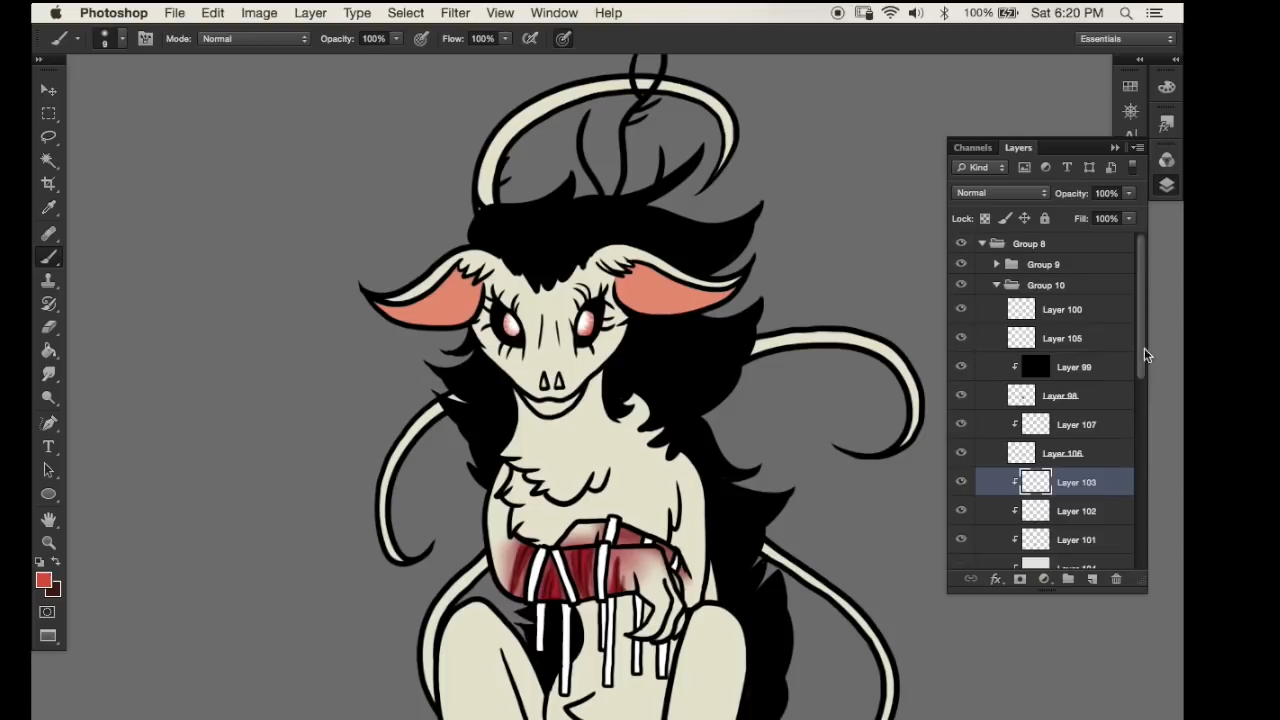 Photoshop File Edit Image Layer Type Select Filter View Window Help 100% Sat 6:20 PM
9 Mode: Normal Opacity: 100% Flow: 100% Essentials
Channels Layers
Kind
Normal Opacity: 100%
Lock: Fill: 100%
Group 8
Group 9
Group 10
Layer 100
Layer 105
Layer 99
Layer 98
Layer 107
Layer 106
Layer 103
Layer 102
Layer 101